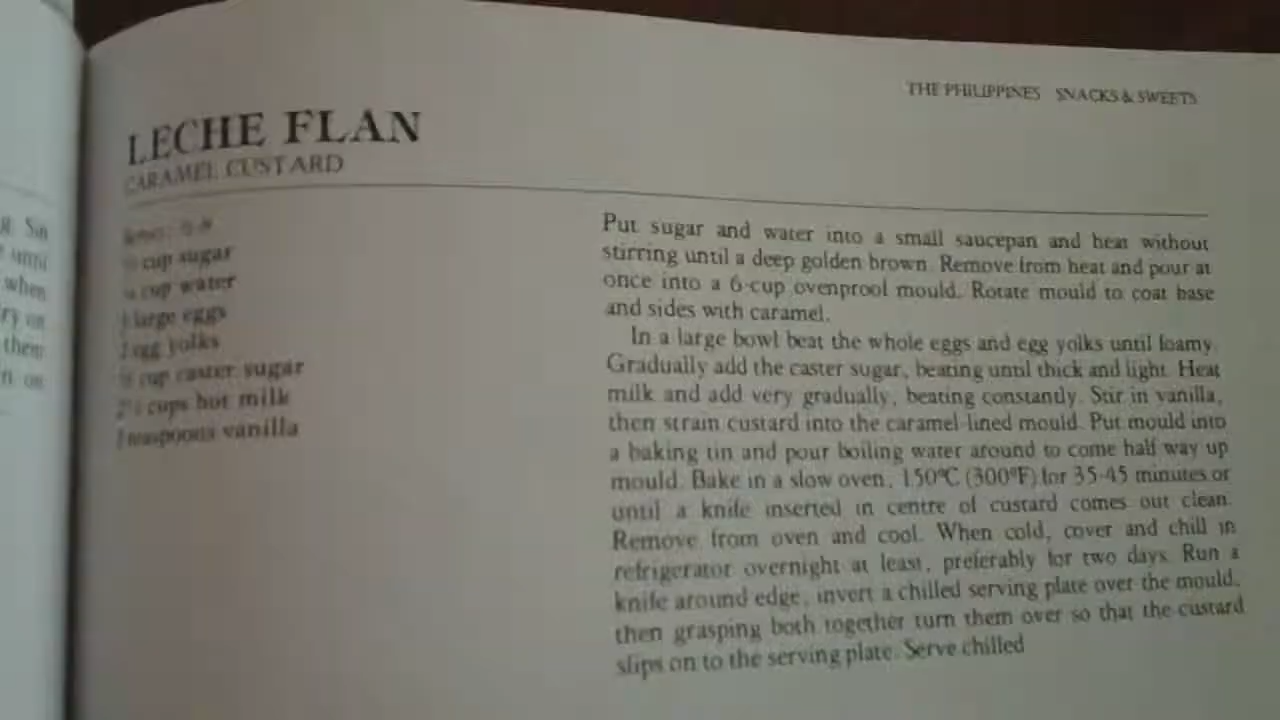 THE PHILIPPINES SNACKS & SWEETS
LECHE FLAN
CARAMEL CUSTARD
cup sugar
cup water
large eggs
egg yolks
cup caster sugar
cups hot milk
teaspoons vanilla
Put sugar and water into a small saucepan and heat without
stirring until a deep golden brown. Remove from heat and pour at
once into a 6-cup ovenproof mould. Rotate mould to coat base
and sides with caramel.
In a large bowl beat the whole eggs and egg yolks until foamy.
Gradually add the caster sugar, beating until thick and light. Heat
milk and add very gradually, beating constantly. Stir in vanilla,
then strain custard into the caramel-lined mould. Put mould into
a baking tin and pour boiling water around to come half way up
mould. Bake in a slow oven, 150°C (300°F) for 35-45 minutes or
until a knife inserted in centre of custard comes out clean.
Remove from oven and cool. When cold, cover and chill in
refrigerator overnight at least, preferably for two days. Run a
knife around edge, invert a chilled serving plate over the mould,
then grasping both together turn them over so that the custard
slips on to the serving plate. Serve chilled
until
when
them